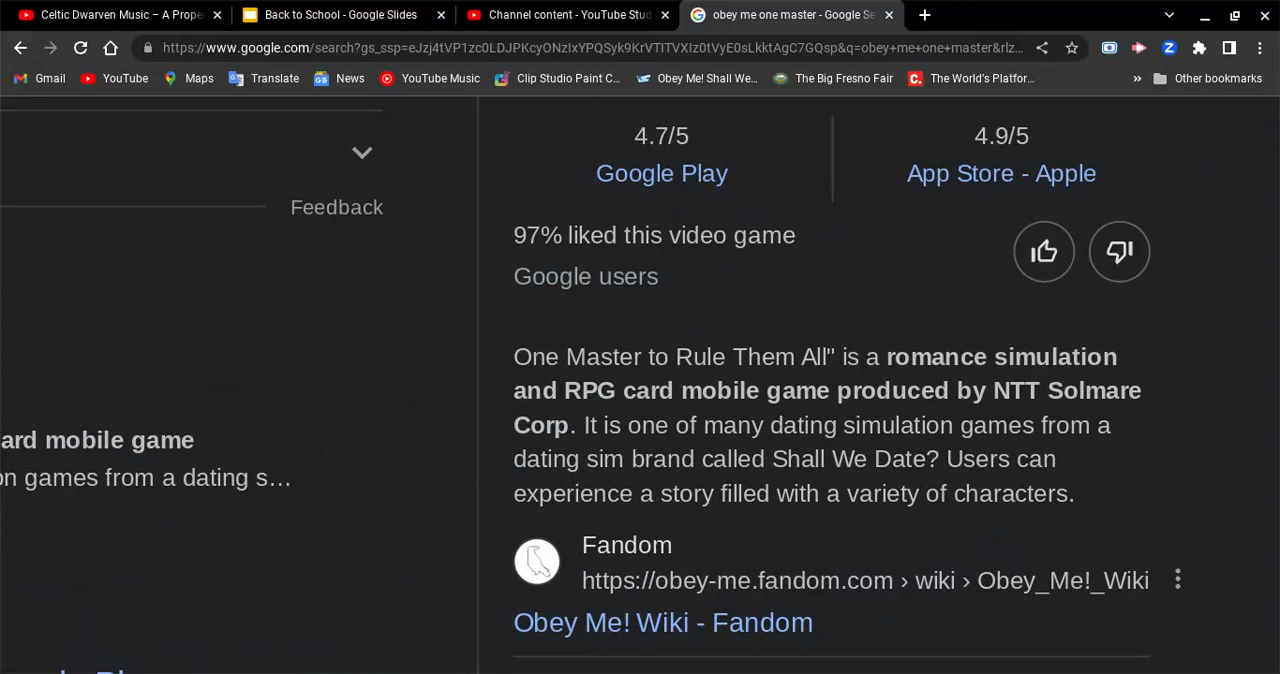 Celtic Dwarven Music – A Prope
Back to School - Google Slides
Channel content - YouTube Stud
obey me one master - Google Se
https://www.google.com/search?gs_ssp=eJzj4tVP1zc0LDJPKcyONzIxYPQSyk9KrVTITVXIz0tVyE0sLkktAgC7GQsp&q=obey+me+one+master&rlz...
Gmail
YouTube
Maps
Translate
News
YouTube Music
Clip Studio Paint C...
Obey Me! Shall We...
The Big Fresno Fair
The World's Platfor...
»
Other bookmarks
4.7/5
Google Play
4.9/5
App Store - Apple
Feedback
97% liked this video game
Google users
One Master to Rule Them All" is a romance simulation
and RPG card mobile game produced by NTT Solmare
Corp. It is one of many dating simulation games from a
dating sim brand called Shall We Date? Users can
experience a story filled with a variety of characters.
ard mobile game
on games from a dating s...
Fandom
https://obey-me.fandom.com › wiki › Obey_Me!_Wiki
Obey Me! Wiki - Fandom